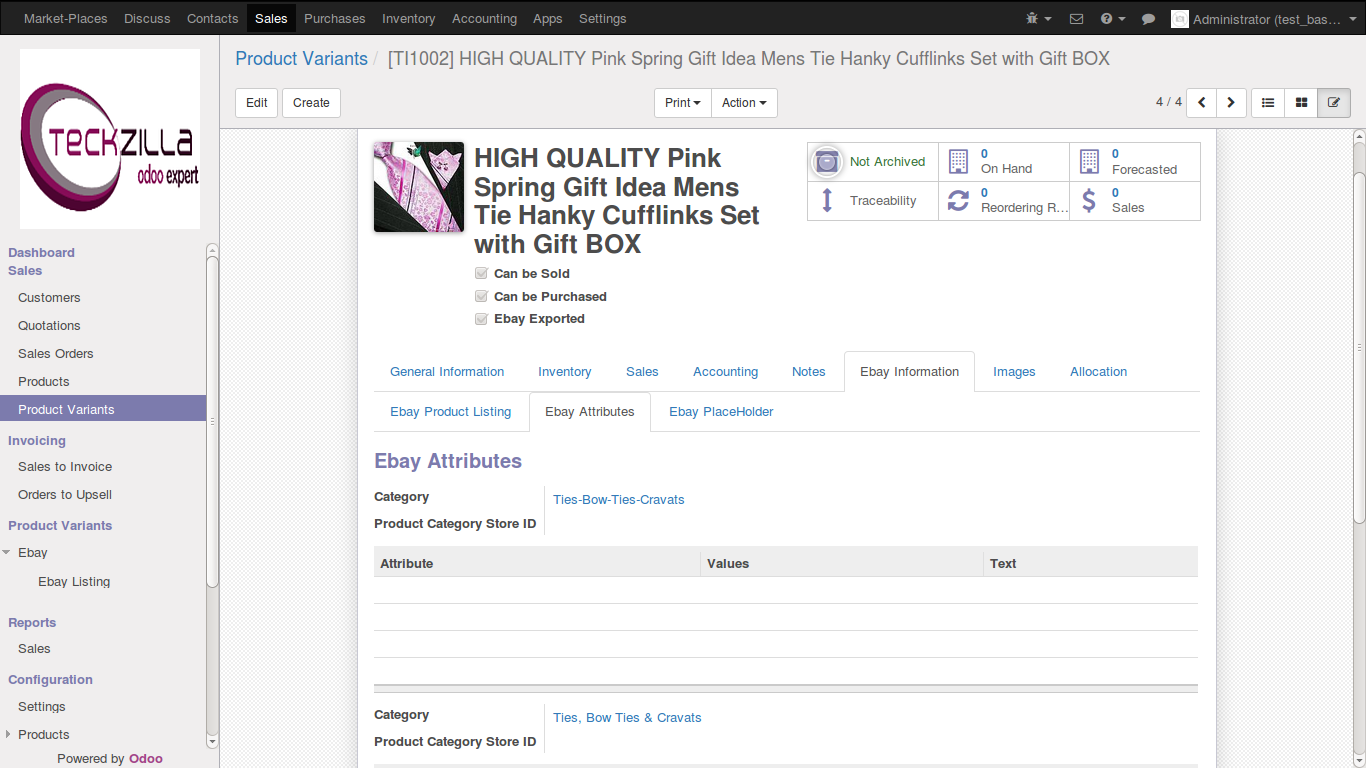 Market-Places Discuss Contacts Sales Purchases Inventory Accounting Apps Settings Administrator (test_bas...
TECKZILLA
odoo expert
Dashboard
Sales
Customers
Quotations
Sales Orders
Products
Product Variants
Invoicing
Sales to Invoice
Orders to Upsell
Product Variants
Ebay
Ebay Listing
Reports
Sales
Configuration
Settings
Products
Powered by Odoo
Product Variants / [TI1002] HIGH QUALITY Pink Spring Gift Idea Mens Tie Hanky Cufflinks Set with Gift BOX
Edit Create Print Action 4 / 4
HIGH QUALITY Pink
Spring Gift Idea Mens
Tie Hanky Cufflinks Set
with Gift BOX
Can be Sold
Can be Purchased
Ebay Exported
Not Archived
0
On Hand
0
Forecasted
Traceability
0
Reordering R...
0
Sales
General Information Inventory Sales Accounting Notes Ebay Information Images Allocation
Ebay Product Listing Ebay Attributes Ebay PlaceHolder
Ebay Attributes
Category Ties-Bow-Ties-Cravats
Product Category Store ID
Attribute Values Text
Category Ties, Bow Ties & Cravats
Product Category Store ID